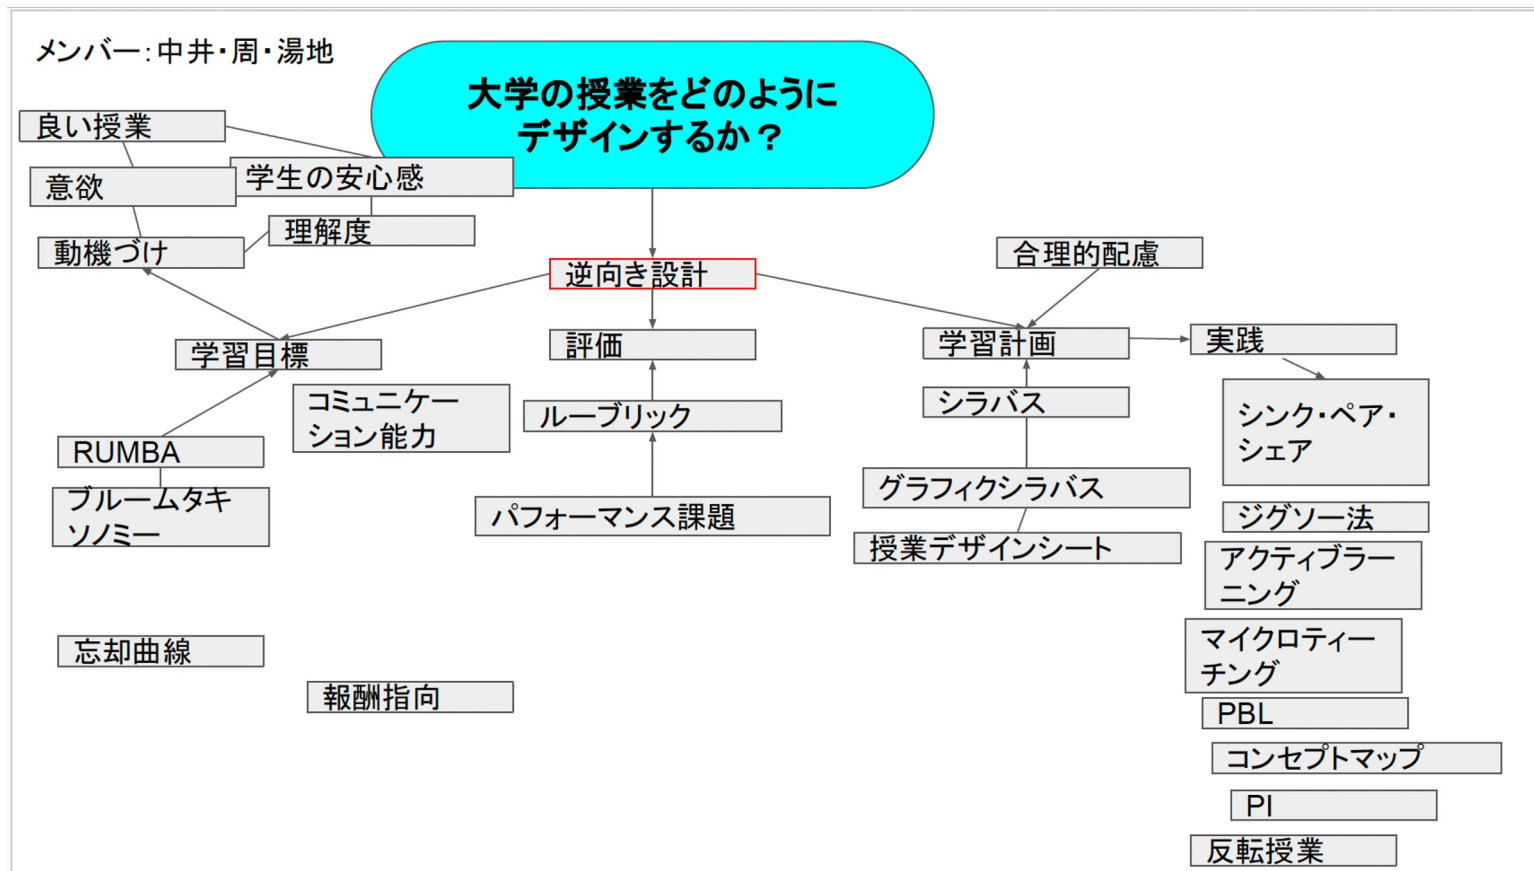 メンバー：中井・周・湯地
大学の授業をどのように
デザインするか？
良い授業
意欲
学生の安心感
理解度
動機づけ
逆向き設計
合理的配慮
学習目標
評価
学習計画
実践
コミュニケー
ション能力
ルーブリック
シラバス
シンク・ペア・
シェア
RUMBA
ブルームタキ
ソノミー
パフォーマンス課題
グラフィクシラバス
授業デザインシート
ジグソー法
アクティブラー
ニング
忘却曲線
報酬指向
マイクロティー
チング
PBL
コンセプトマップ
PI
反転授業